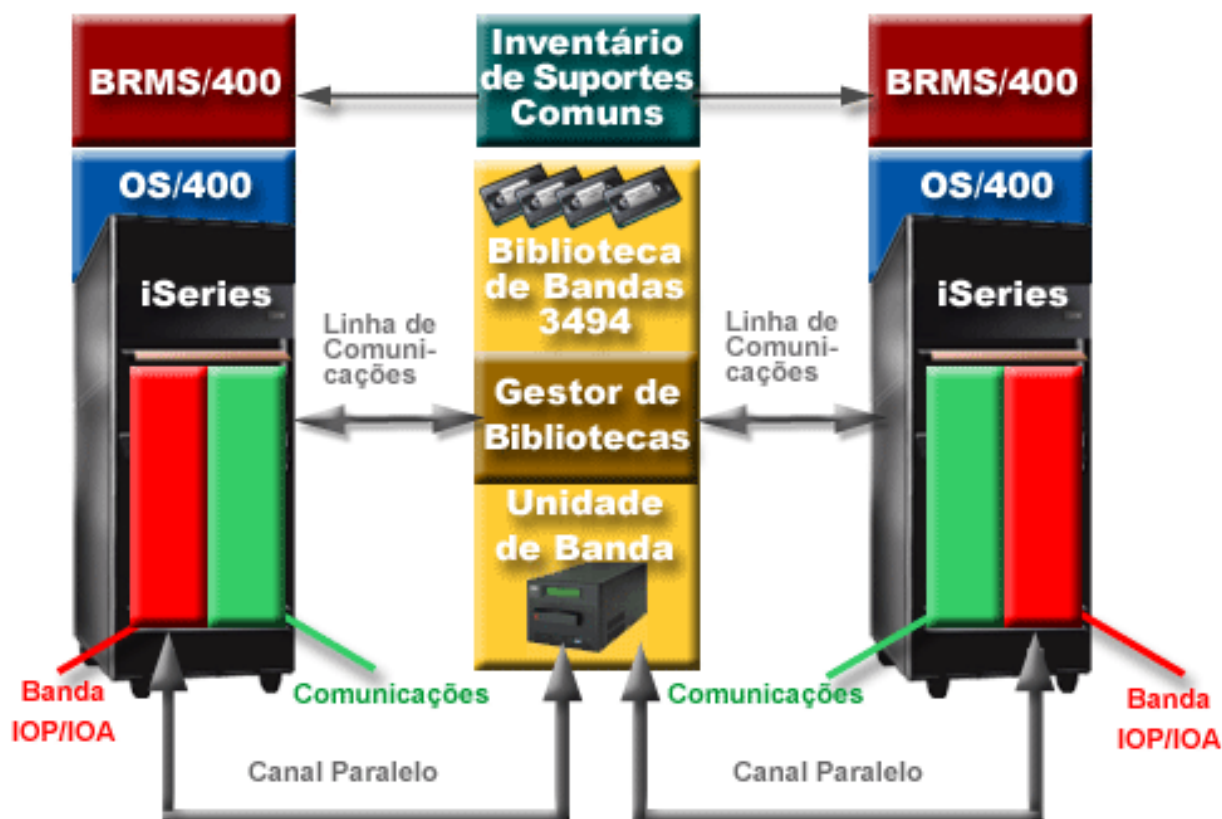 BRMS/400
Inventário
de Suportes
Comuns
BRMS/400
OS/400
iSeries
Biblioteca
de Bandas
3494
OS/400
iSeries
Linha de
Comuni-
cações
Linha de
Comuni-
cações
Gestor de
Bibliotecas
Unidade
de Banda
Banda
IOP/IOA
Comunicações
Comunicações
Banda
IOP/IOA
Canal Paralelo
Canal Paralelo